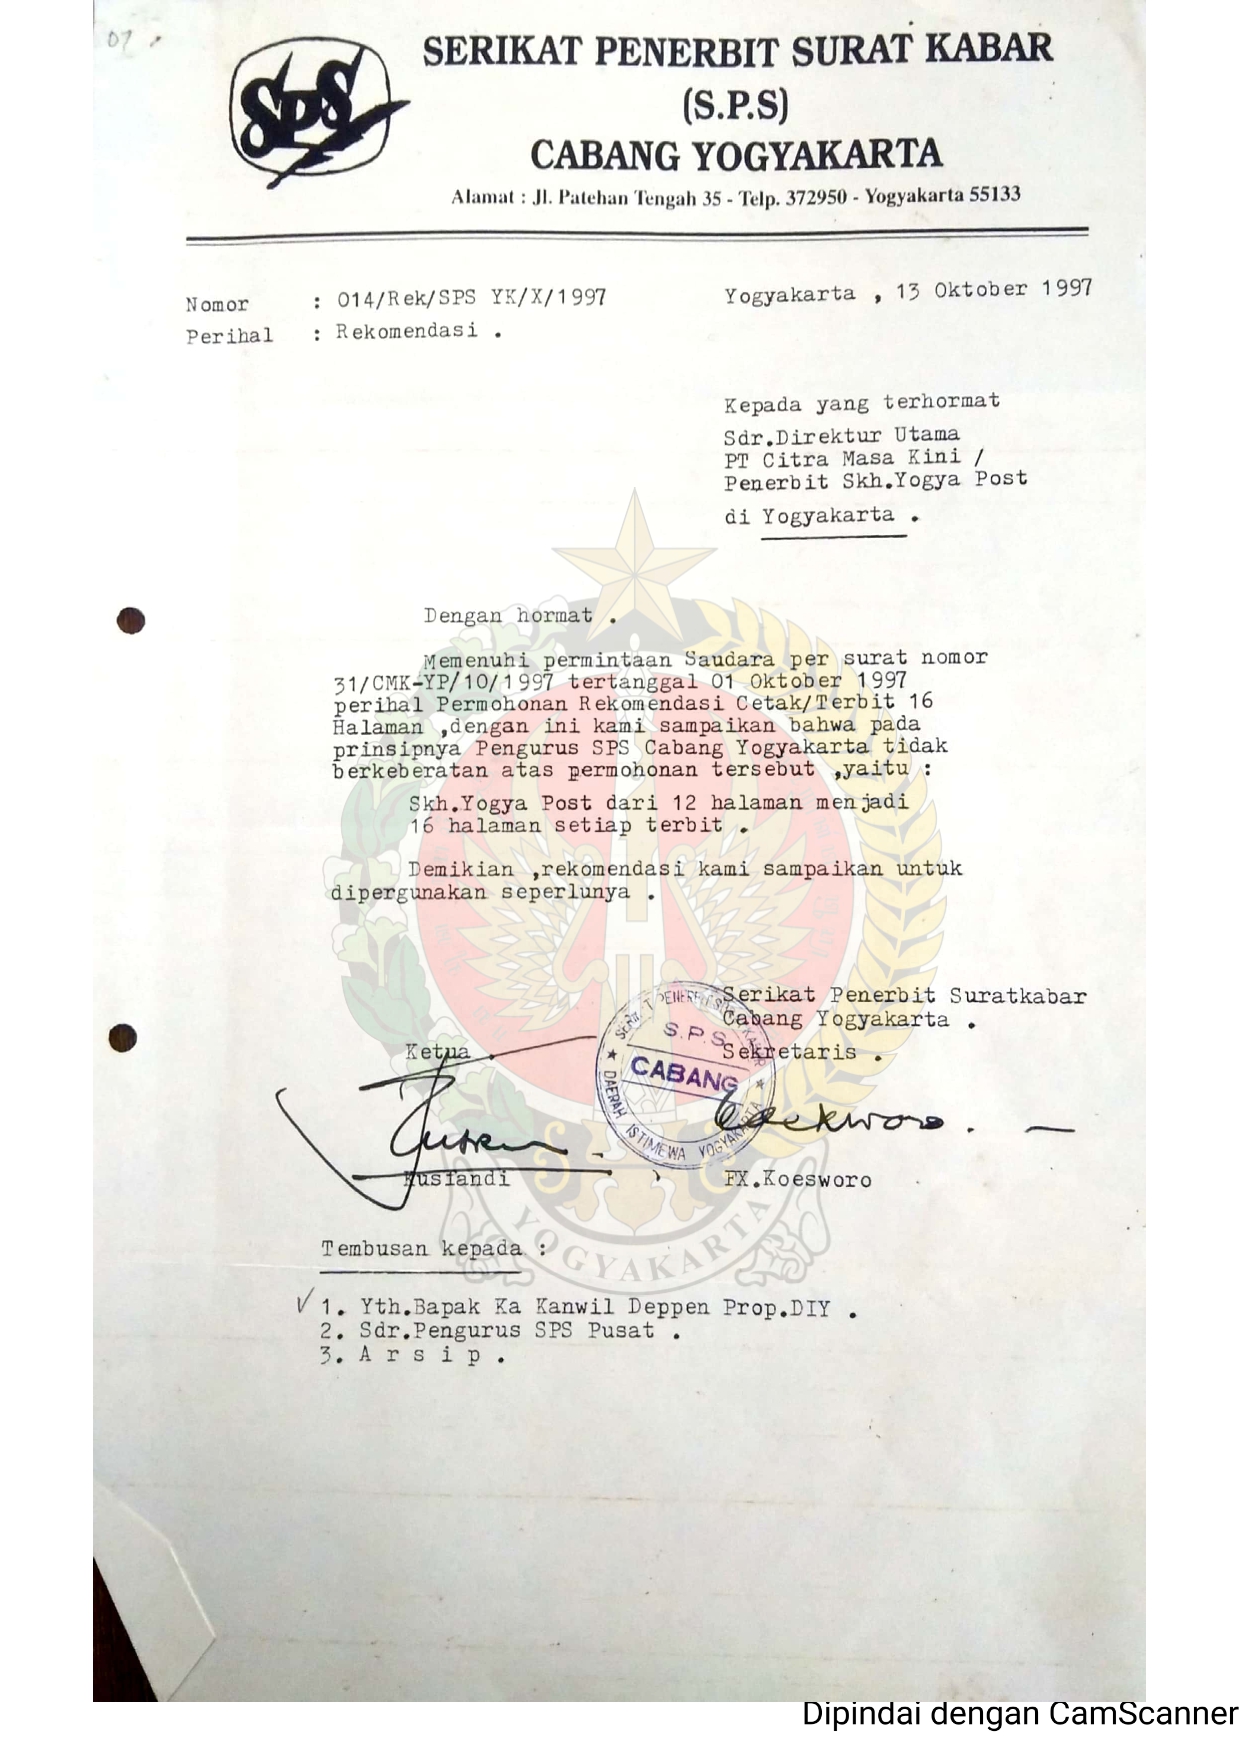 07
SPS
SERIKAT PENERBIT SURAT KABAR
(S.P.S)
CABANG YOGYAKARTA
Alamat : Jl. Patehan Tengah 35 - Telp. 372950 - Yogyakarta 55133
Nomor : 014/Rek/SPS YK/X/1997
Yogyakarta , 13 Oktober 1997
Perihal : Rekomendasi .
Kepada yang terhormat
Sdr.Direktur Utama
PT Citra Masa Kini /
Penerbit Skh.Yogya Post
di Yogyakarta .
Dengan hormat .
Memenuhi permintaan Saudara per surat nomor
31/CMK-YP/10/1997 tertanggal 01 Oktober 1997
perihal Permohonan Rekomendasi Cetak/Terbit 16
Halaman ,dengan ini kami sampaikan bahwa pada
prinsipnya Pengurus SPS Cabang Yogyakarta tidak
berkeberatan atas permohonan tersebut ,yaitu :
Skh.Yogya Post dari 12 halaman menjadi
16 halaman setiap terbit .
Demikian ,rekomendasi kami sampaikan untuk
dipergunakan seperlunya .
Serikat Penerbit Suratkabar
Cabang Yogyakarta .
Ketua .
Sekretaris .
S.P.S
CABANG
DAERAH ISTIMEWA YOGYAKARTA
Kusfandi
FX.Koesworo
YOGYAKARTA
Tembusan kepada :
1. Yth.Bapak Ka Kanwil Deppen Prop.DIY .
2. Sdr.Pengurus SPS Pusat .
3. A r s i p .
Dipindai dengan CamScanner